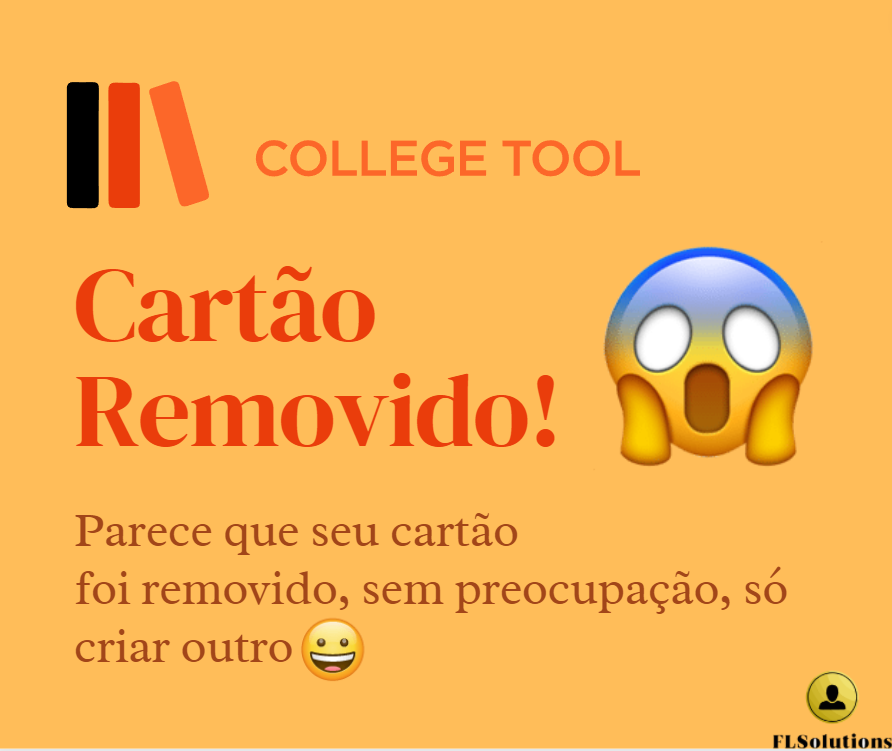 COLLEGE TOOL
Cartão
Removido!
Parece que seu cartão
foi removido, sem preocupação, só
criar outro
FLSolutions